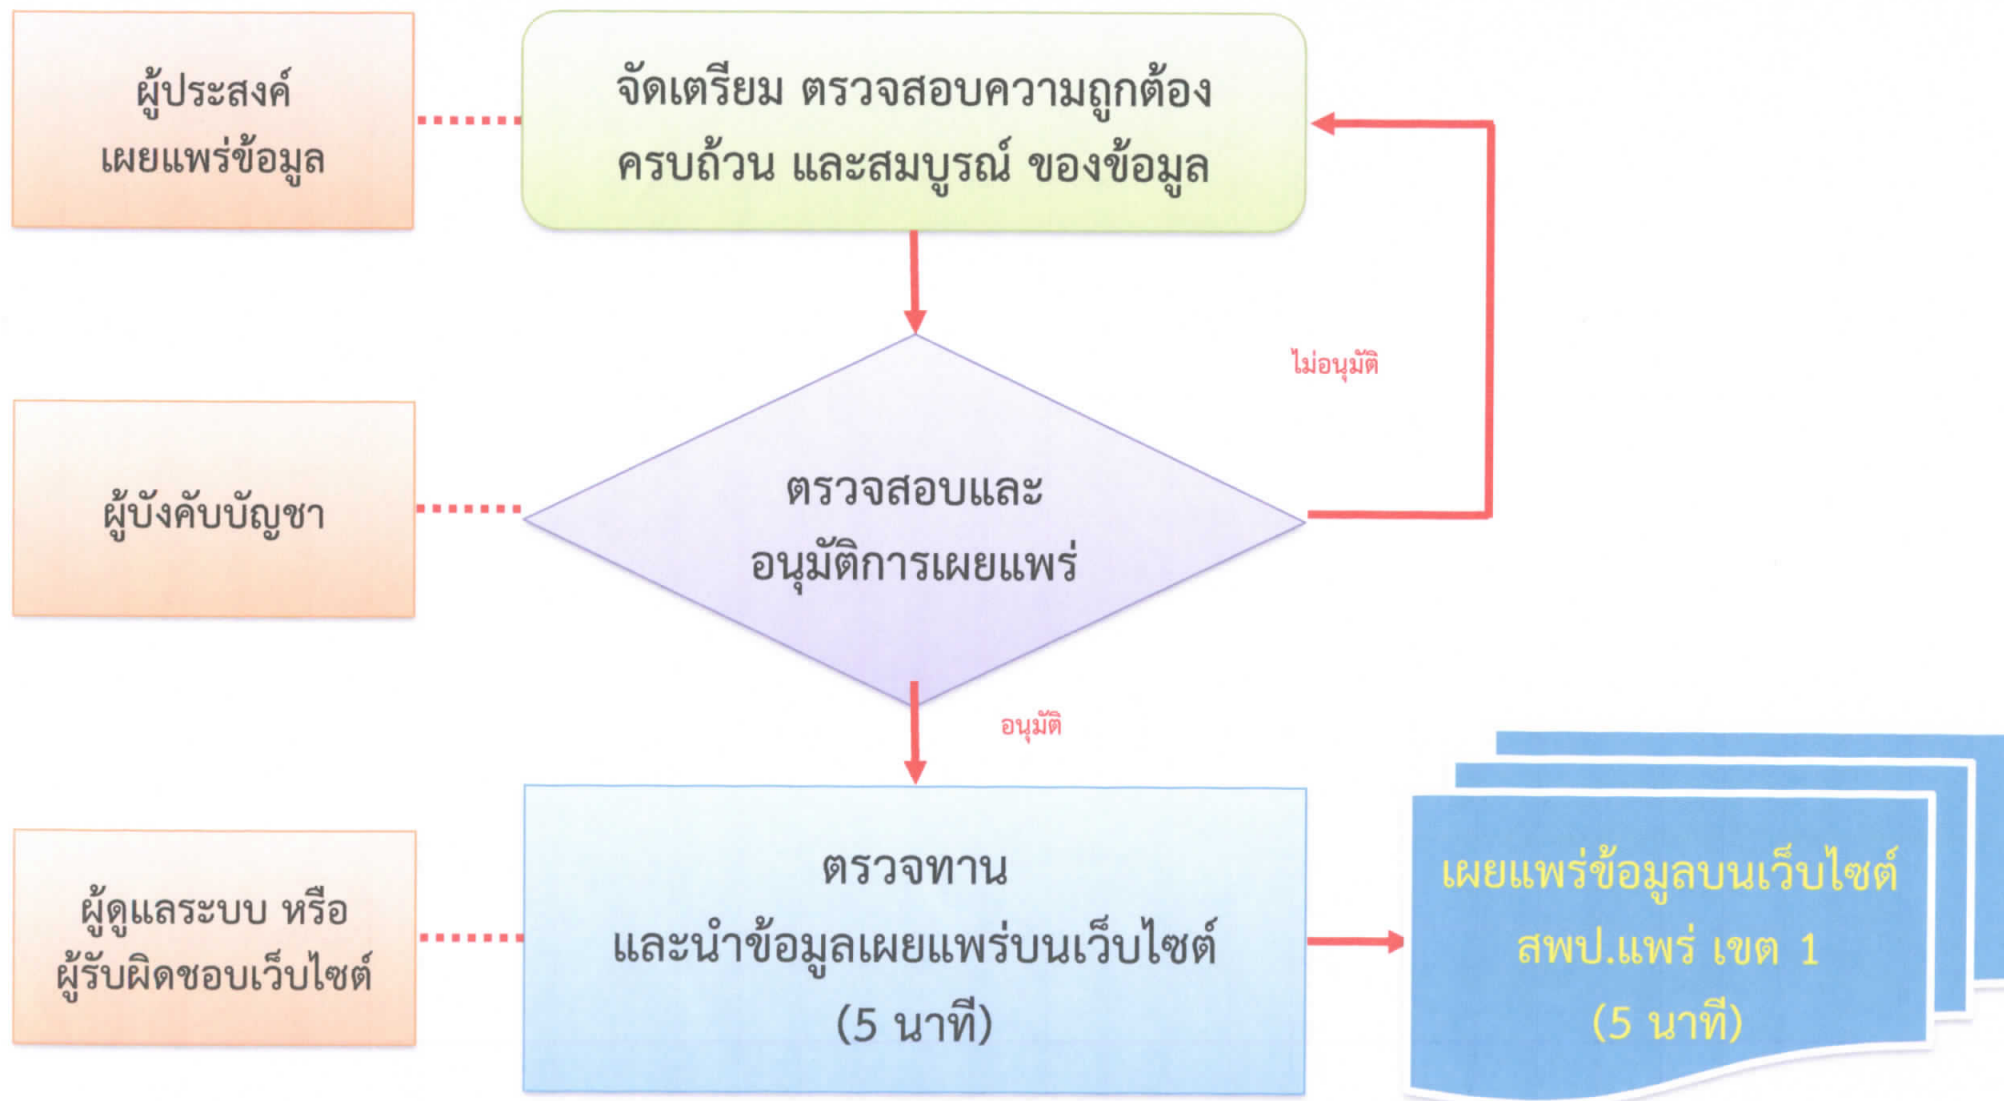 ผู้ประสงค์
เผยแพร่ข้อมูล
จัดเตรียม ตรวจสอบความถูกต้อง
ครบถ้วน และสมบูรณ์ ของข้อมูล
ไม่อนุมัติ
ผู้บังคับบัญชา
ตรวจสอบและ
อนุมัติการเผยแพร่
อนุมัติ
ผู้ดูแลระบบ หรือ
ผู้รับผิดชอบเว็บไซต์
ตรวจทาน
และนำข้อมูลเผยแพร่บนเว็บไซต์
(5 นาที)
เผยแพร่ข้อมูลบนเว็บไซต์
สพป.แพร่ เขต 1
(5 นาที)